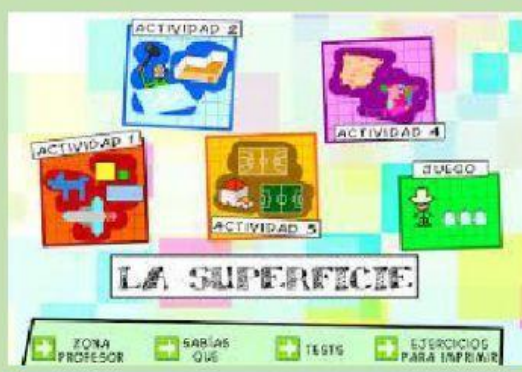 ACTIVIDAD 2
ACTIVIDAD 4
ACTIVIDAD 1
JUEGO
ACTIVIDAD 3
LA SUPERFICIE
ZONA
PROFESOR
SABÍAS
QUE
TESTS
EJERCICIOS
PARA IMPRIMIR